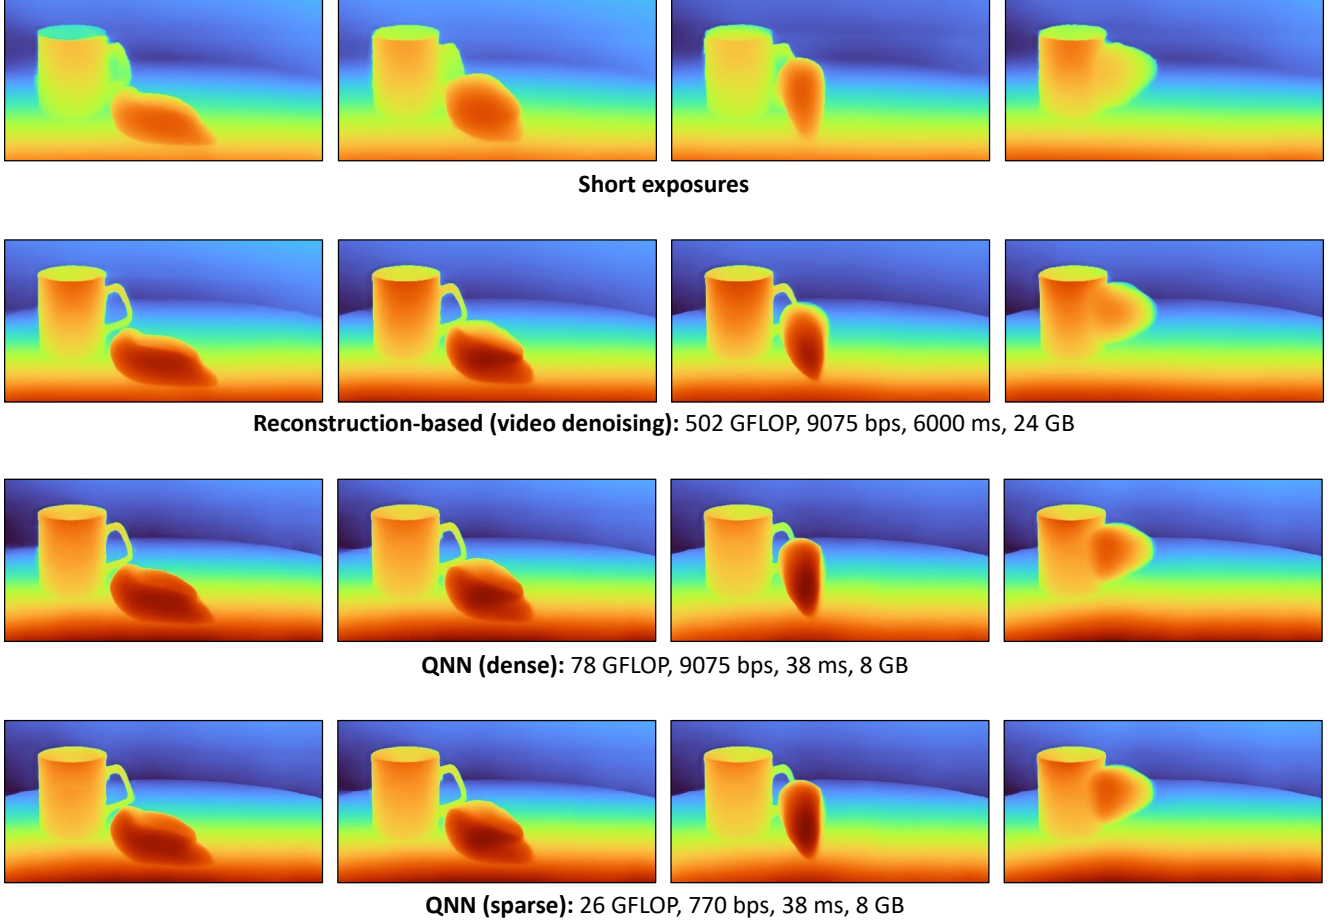 Short exposures
Reconstruction-based (video denoising): 502 GFLOP, 9075 bps, 6000 ms, 24 GB
QNN (dense): 78 GFLOP, 9075 bps, 38 ms, 8 GB
QNN (sparse): 26 GFLOP, 770 bps, 38 ms, 8 GB